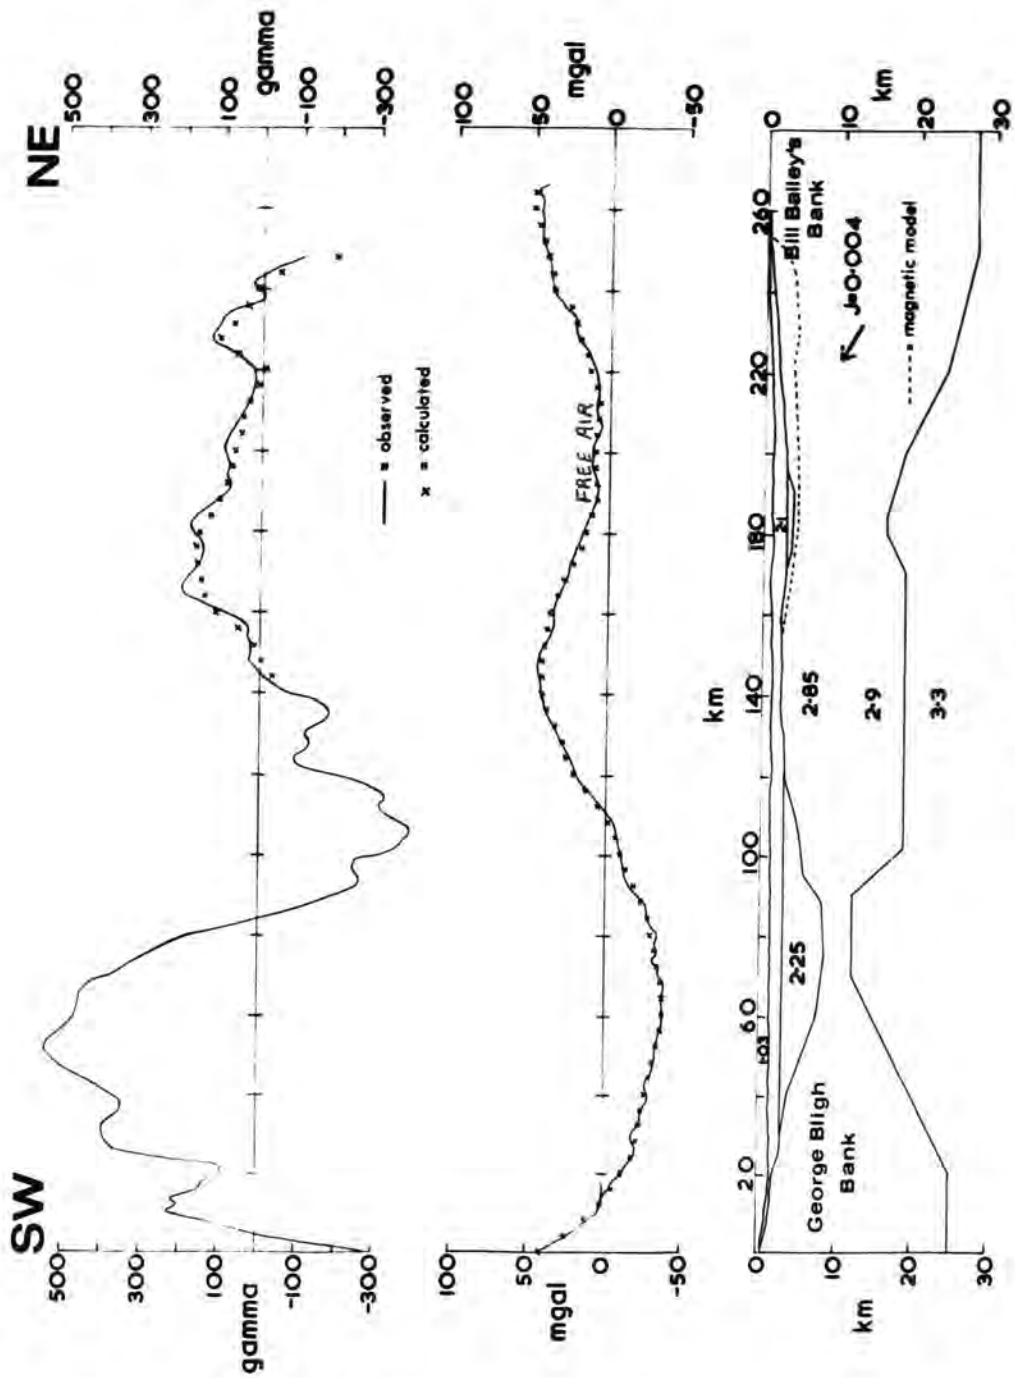 SW
NE
500
300
100
-100
-300
gamma
500
300
100
-100
-300
gamma
—— = observed
x x = calculated
100
50
0
-50
mgal
100
50
0
-50
mgal
FREE AIR
km
20
60
100
140
180
220
260
0
10
20
30
km
0
10
20
30
km
George Bligh
Bank
Bill Bailey's
Bank
1·03
2·25
2·85
2·9
3·3
J=0·004
----- = magnetic model